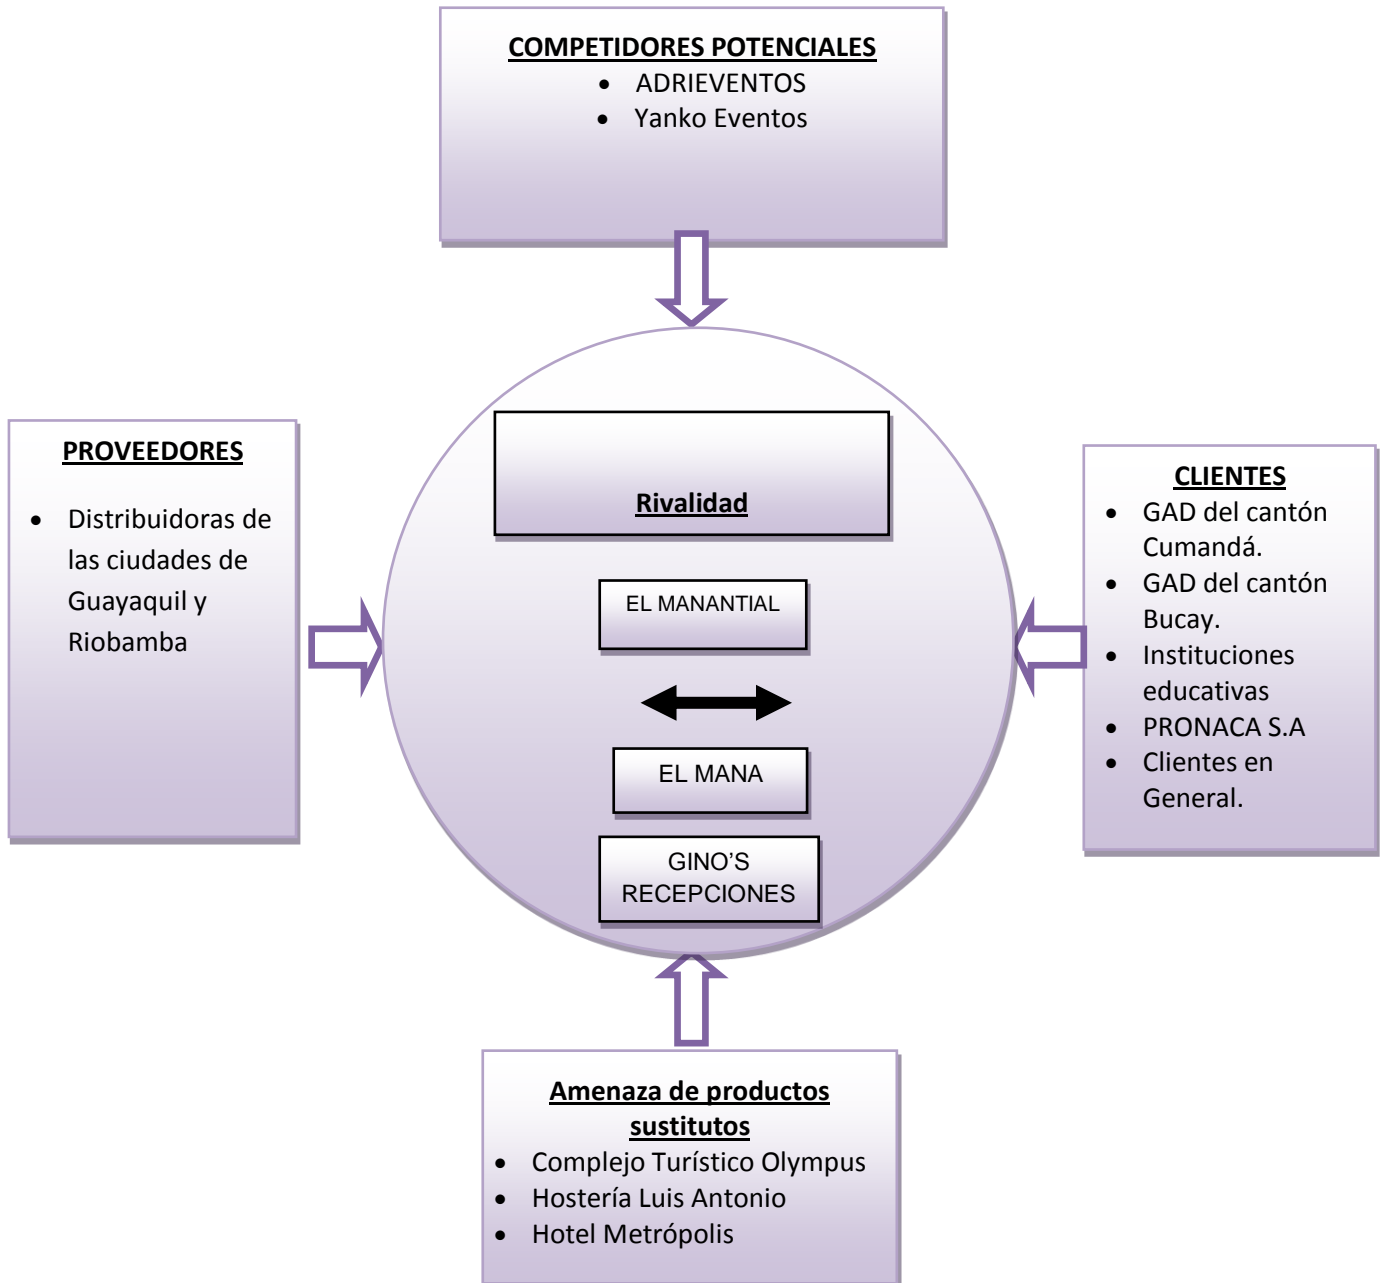 COMPETIDORES POTENCIALES
• ADRIEVENTOS
• Yanko Eventos
PROVEEDORES
• Distribuidoras de
las ciudades de
Guayaquil y
Riobamba
Rivalidad
EL MANANTIAL
EL MANA
GINO'S
RECEPCIONES
CLIENTES
• GAD del cantón
Cumandá.
• GAD del cantón
Bucay.
• Instituciones
educativas
• PRONACA S.A
• Clientes en
General.
Amenaza de productos
sustitutos
• Complejo Turístico Olympus
• Hostería Luis Antonio
• Hotel Metrópolis